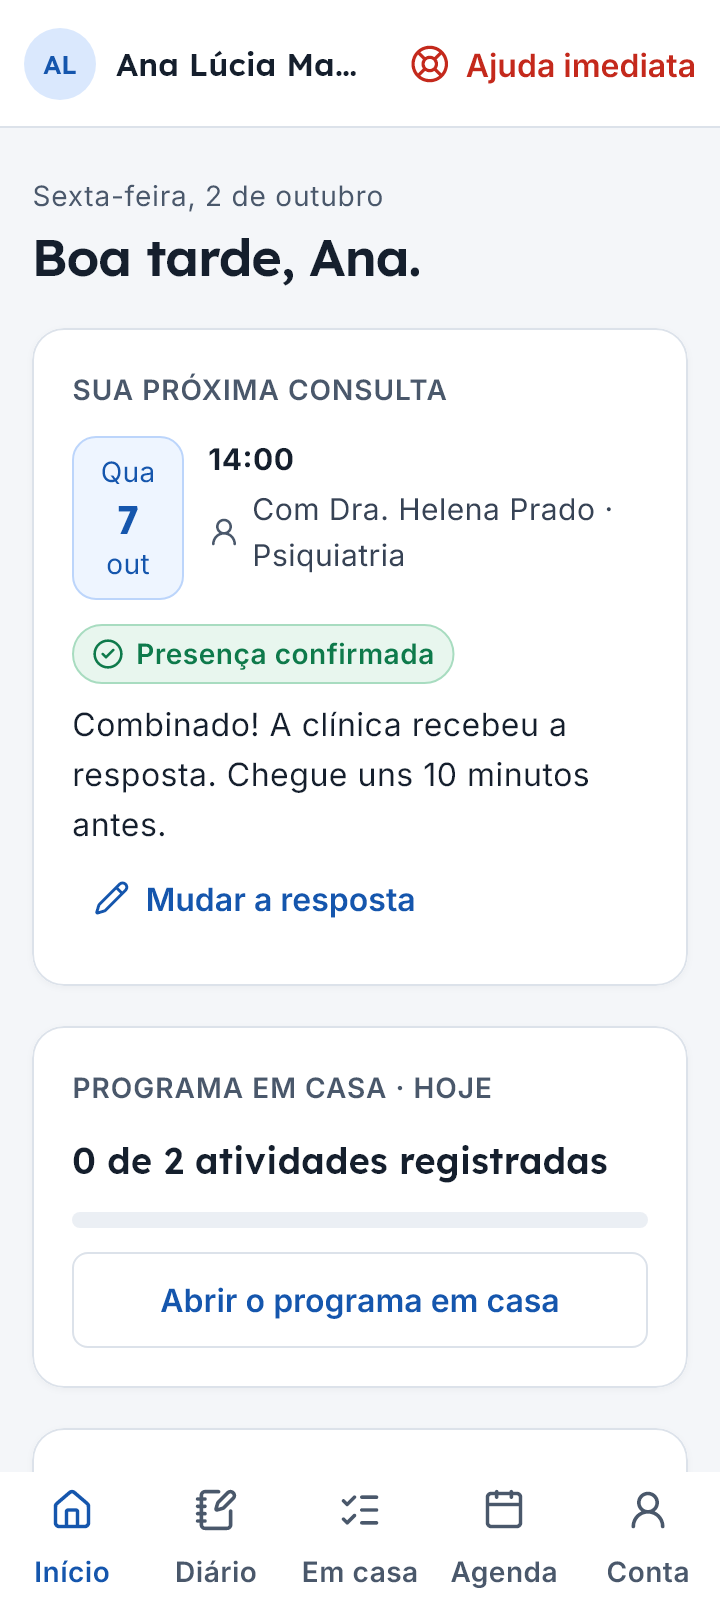 AL
Ana Lúcia Ma...
Ajuda imediata
Sexta-feira, 2 de outubro
Boa tarde, Ana.
SUA PRÓXIMA CONSULTA
Qua
7
out
14:00
Com Dra. Helena Prado ·
Psiquiatria
Presença confirmada
Combinado! A clínica recebeu a
resposta. Chegue uns 10 minutos
antes.
Mudar a resposta
PROGRAMA EM CASA · HOJE
0 de 2 atividades registradas
Abrir o programa em casa
Início
Diário
Em casa
Agenda
Conta